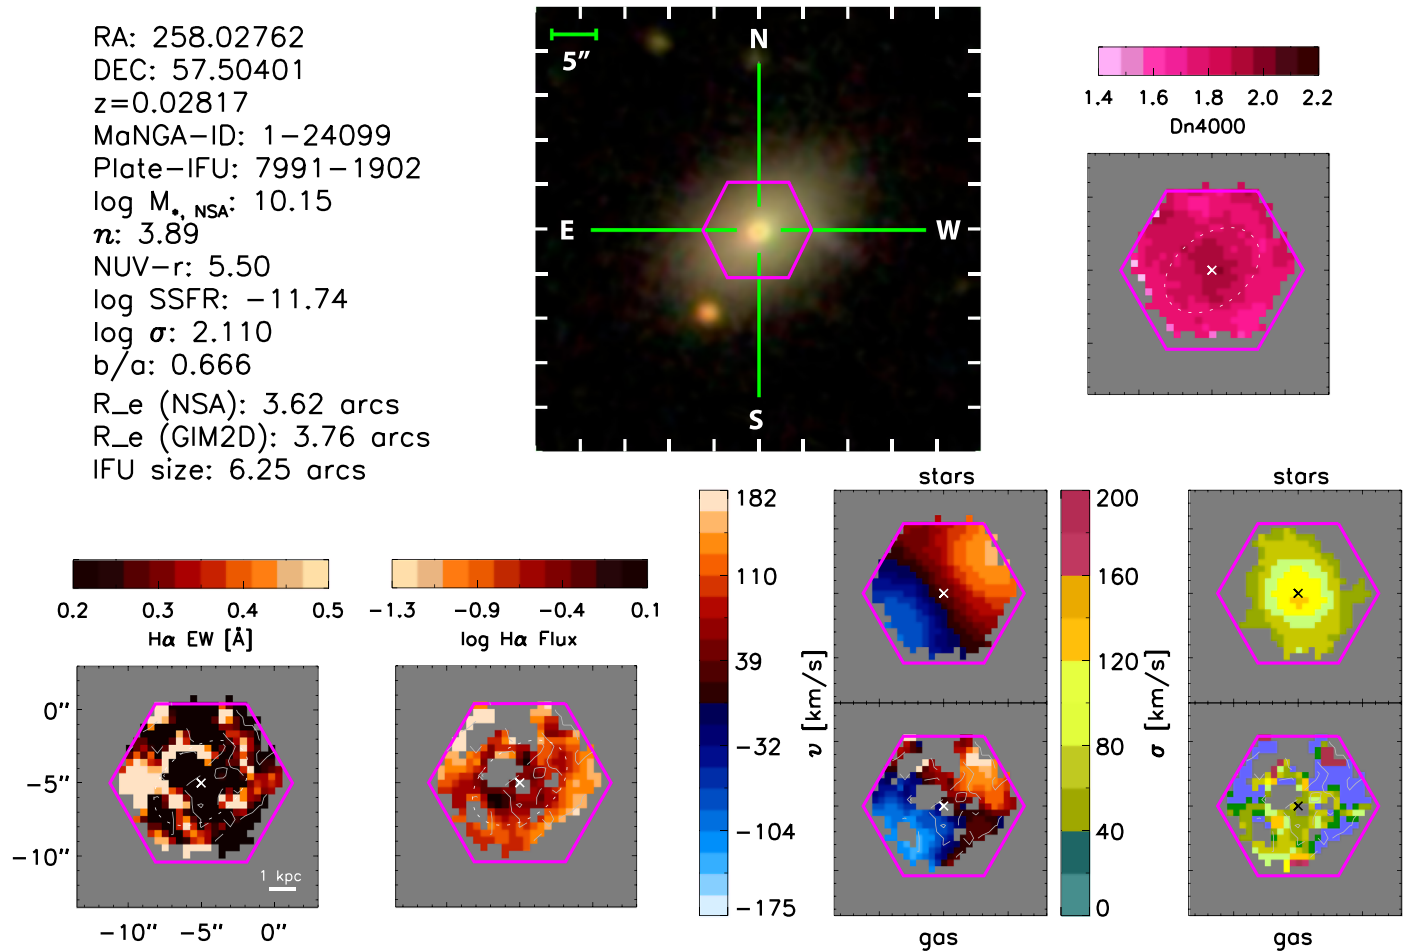 RA: 258.02762
DEC: 57.50401
z=0.02817
MaNGA-ID: 1-24099
Plate-IFU: 7991-1902
log M*, NSA: 10.15
n: 3.89
NUV-r: 5.50
log SSFR: -11.74
log σ: 2.110
b/a: 0.666
R_e (NSA): 3.62 arcs
R_e (GIM2D): 3.76 arcs
IFU size: 6.25 arcs
5"
N
E
W
S
1.4 1.6 1.8 2.0 2.2
Dn4000
0.2 0.3 0.4 0.5
Hα EW [Å]
-1.3 -0.9 -0.4 0.1
log Hα Flux
0"
-5"
-10"
1 kpc
-10" -5" 0"
182
110
39
-32
-104
-175
v [km/s]
stars
gas
200
160
120
80
40
0
σ [km/s]
stars
gas